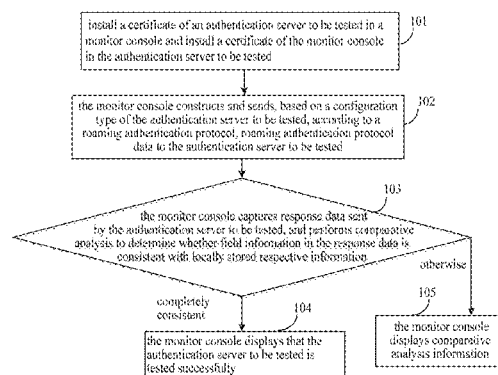 101
install a certificate of an authentication server to be tested in a
monitor console and install a certificate of the monitor console
in the authentication server to be tested
102
the monitor console constructs and sends, based on a configuration
type of the authentication server to be tested, according to a
roaming authentication protocol, roaming authentication protocol
data to the authentication server to be tested
103
the monitor console captures response data sent
by the authentication server to be tested, and performs comparative
analysis to determine whether field information in the response data is
consistent with locally stored respective information
otherwise
completely
consistent
104
the monitor console displays that the
authentication server to be tested is
tested successfully
105
the monitor console
displays comparative
analysis information